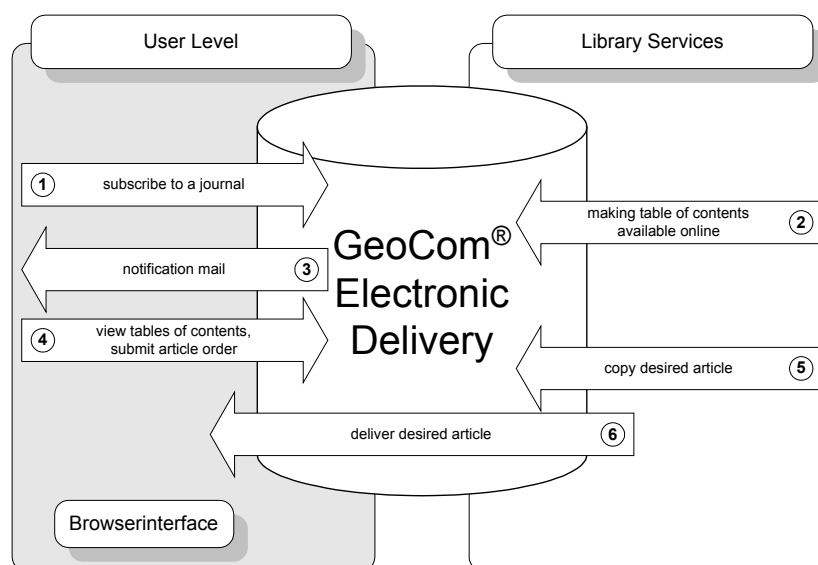 User Level
Library Services
1 subscribe to a journal
making table of contents
available online 2
GeoCom®
Electronic
Delivery
notification mail 3
4 view tables of contents,
submit article order
copy desired article 5
deliver desired article 6
Browserinterface